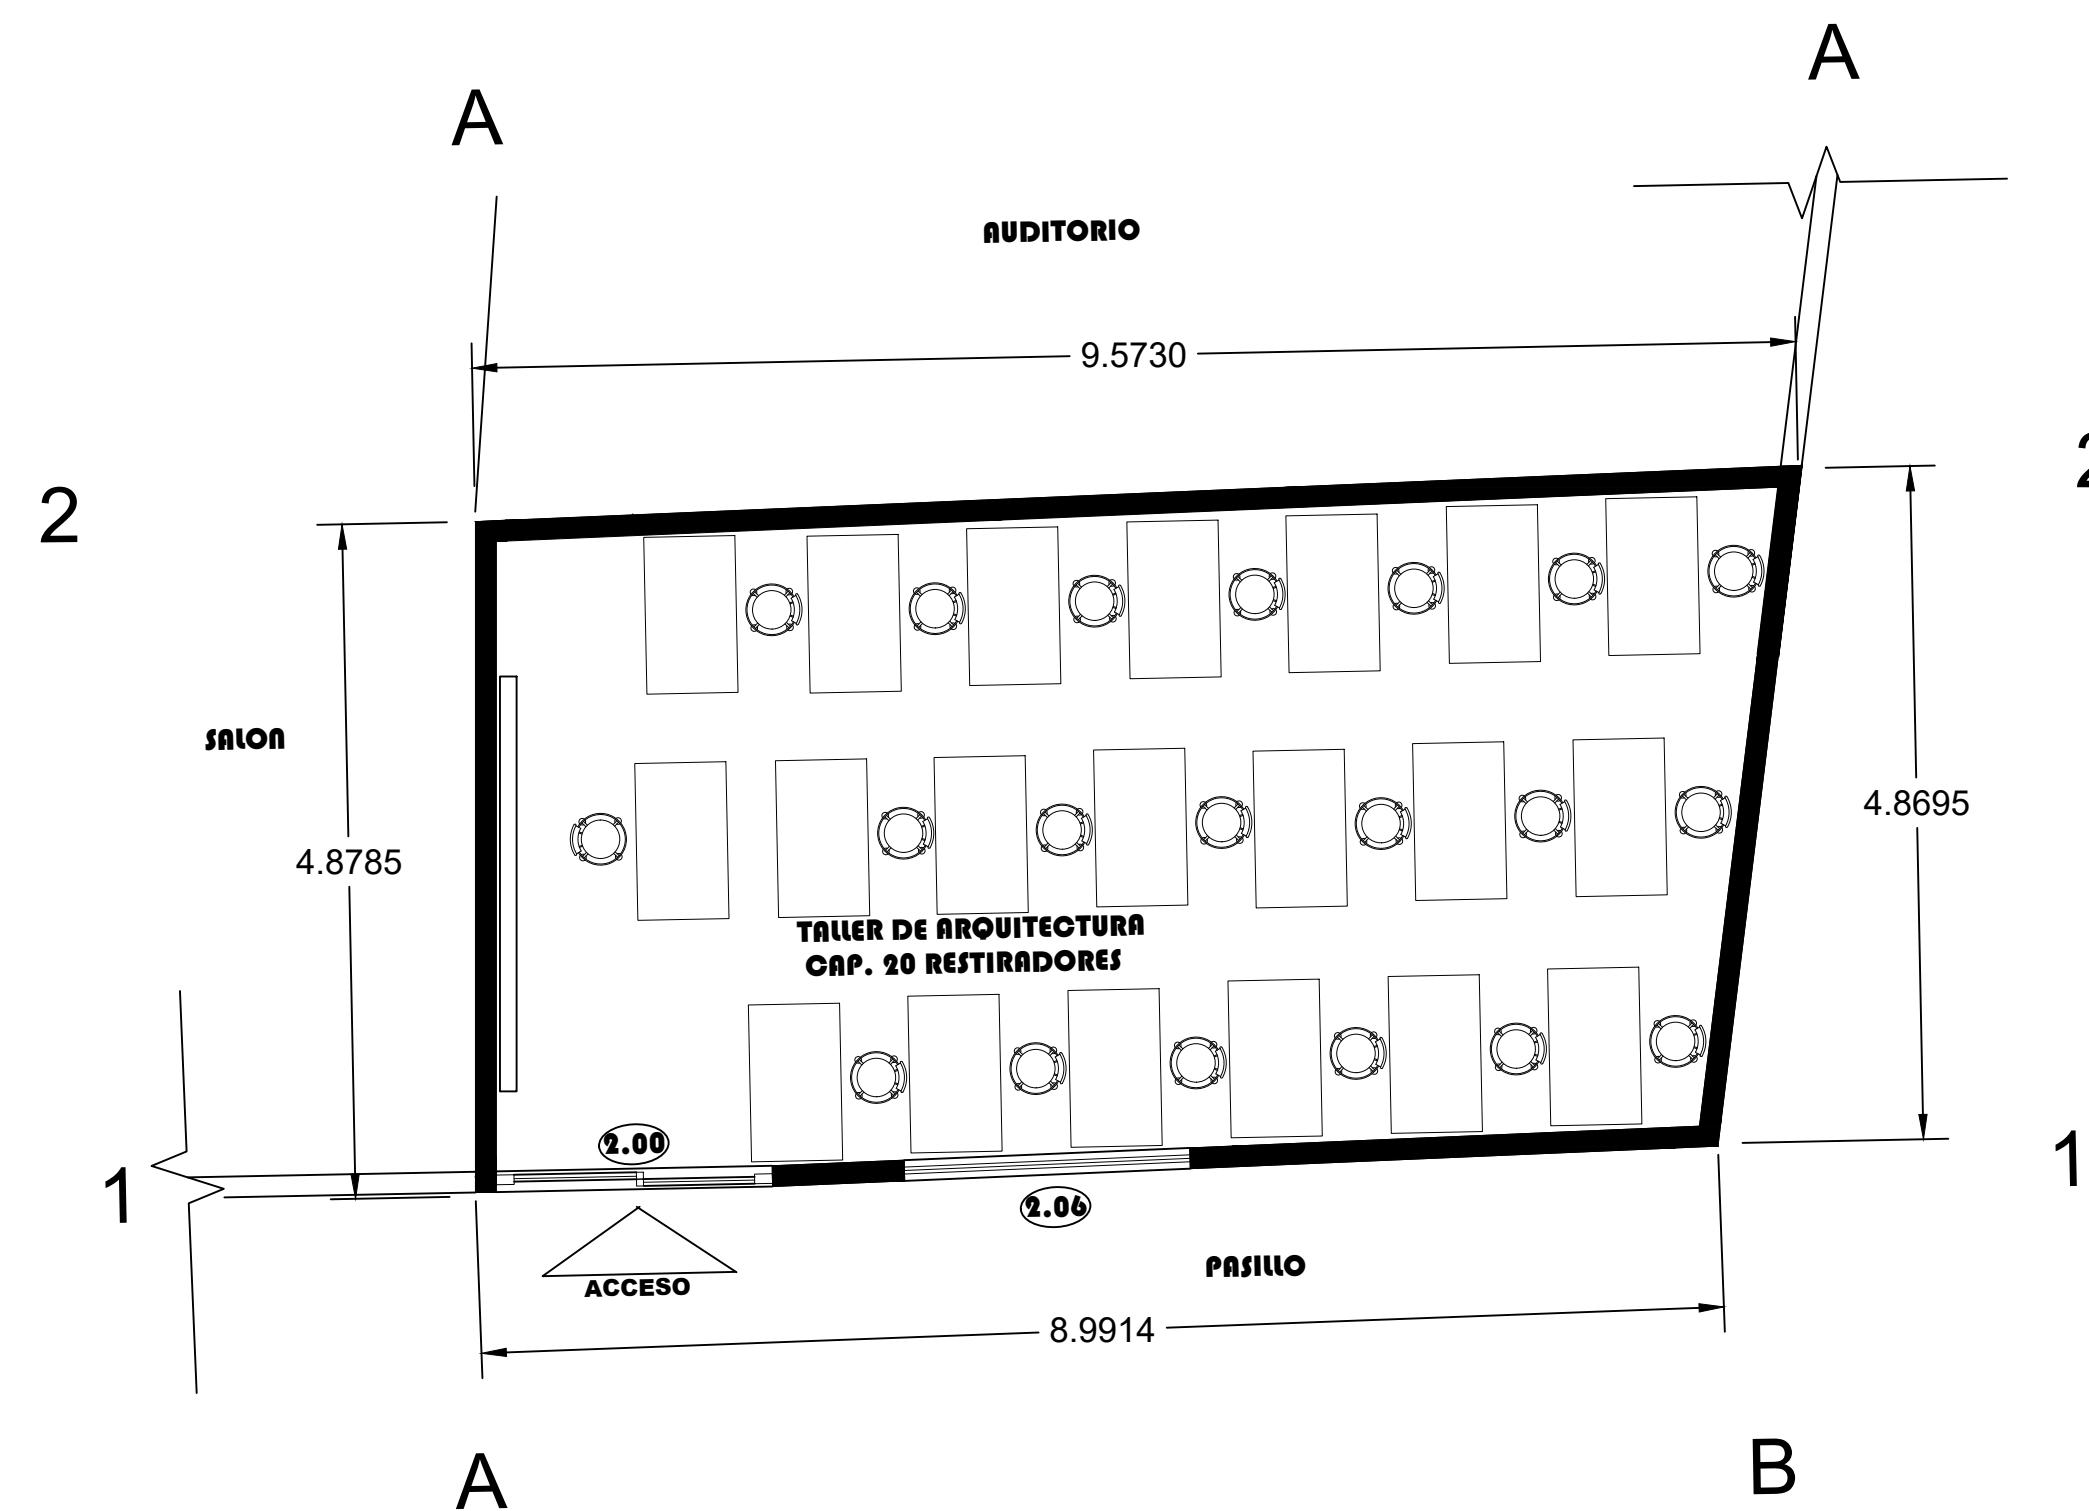 A
A
AUDITORIO
9.5730
2
2
SALON
4.8785
4.8695
TALLER DE ARQUITECTURA
CAP. 20 RESTIRADORES
2.00
1
1
2.06
ACCESO
PASILLO
8.9914
A
B